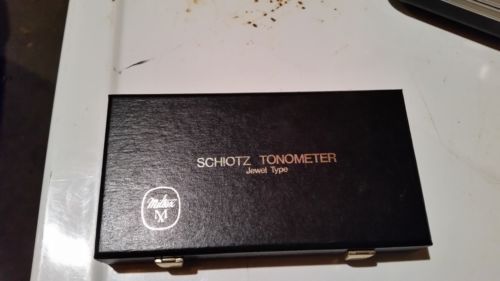 SCHIOTZ TONOMETER
Jewel Type
Miltex
M